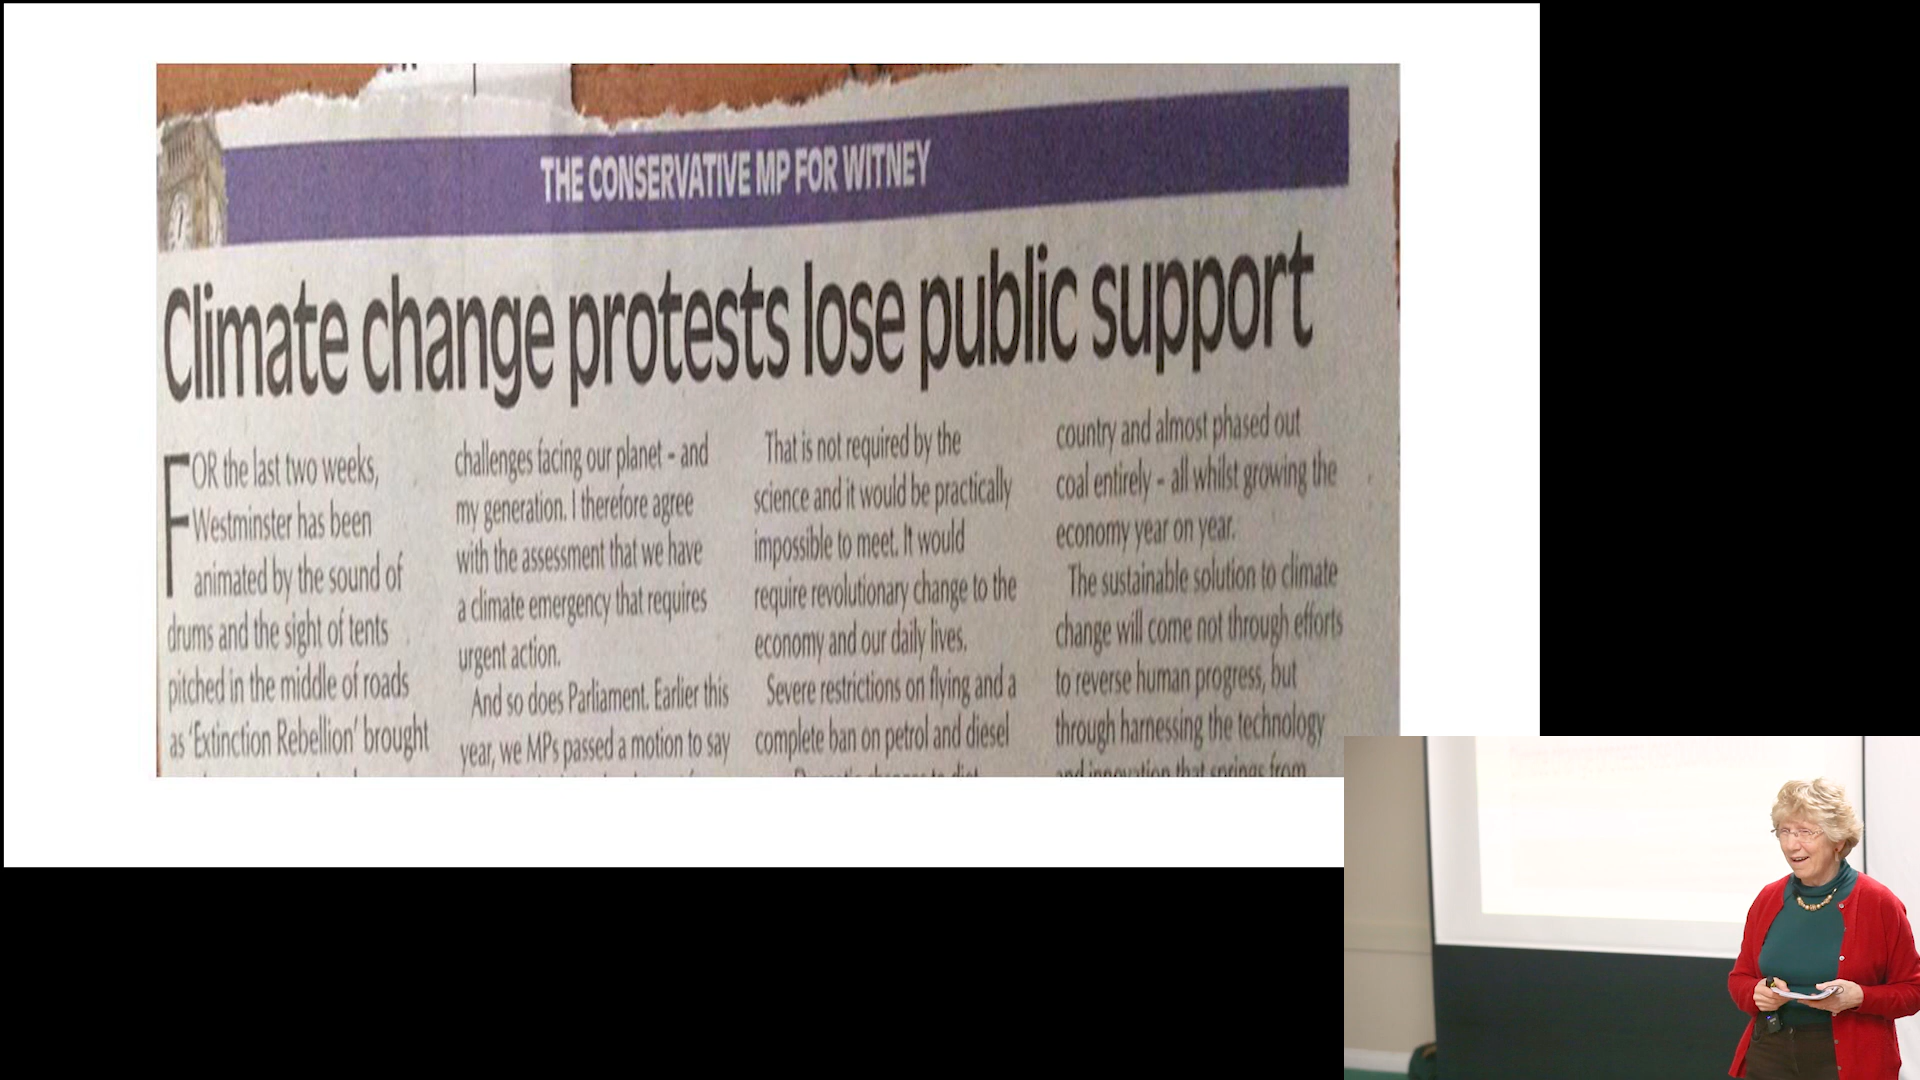 THE CONSERVATIVE MP FOR WITNEY
Climate change protests lose public support
FOR the last two weeks,
Westminster has been
animated by the sound of
drums and the sight of tents
pitched in the middle of roads
as ‘Extinction Rebellion’ brought
challenges facing our planet – and
my generation. I therefore agree
with the assessment that we have
a climate emergency that requires
urgent action.
And so does Parliament. Earlier this
year, we MPs passed a motion to say
That is not required by the
science and it would be practically
impossible to meet. It would
require revolutionary change to the
economy and our daily lives.
Severe restrictions on flying and a
complete ban on petrol and diesel
country and almost phased out
coal entirely – all whilst growing the
economy year on year.
The sustainable solution to climate
change will come not through efforts
to reverse human progress, but
through harnessing the technology
and innovation that springs from